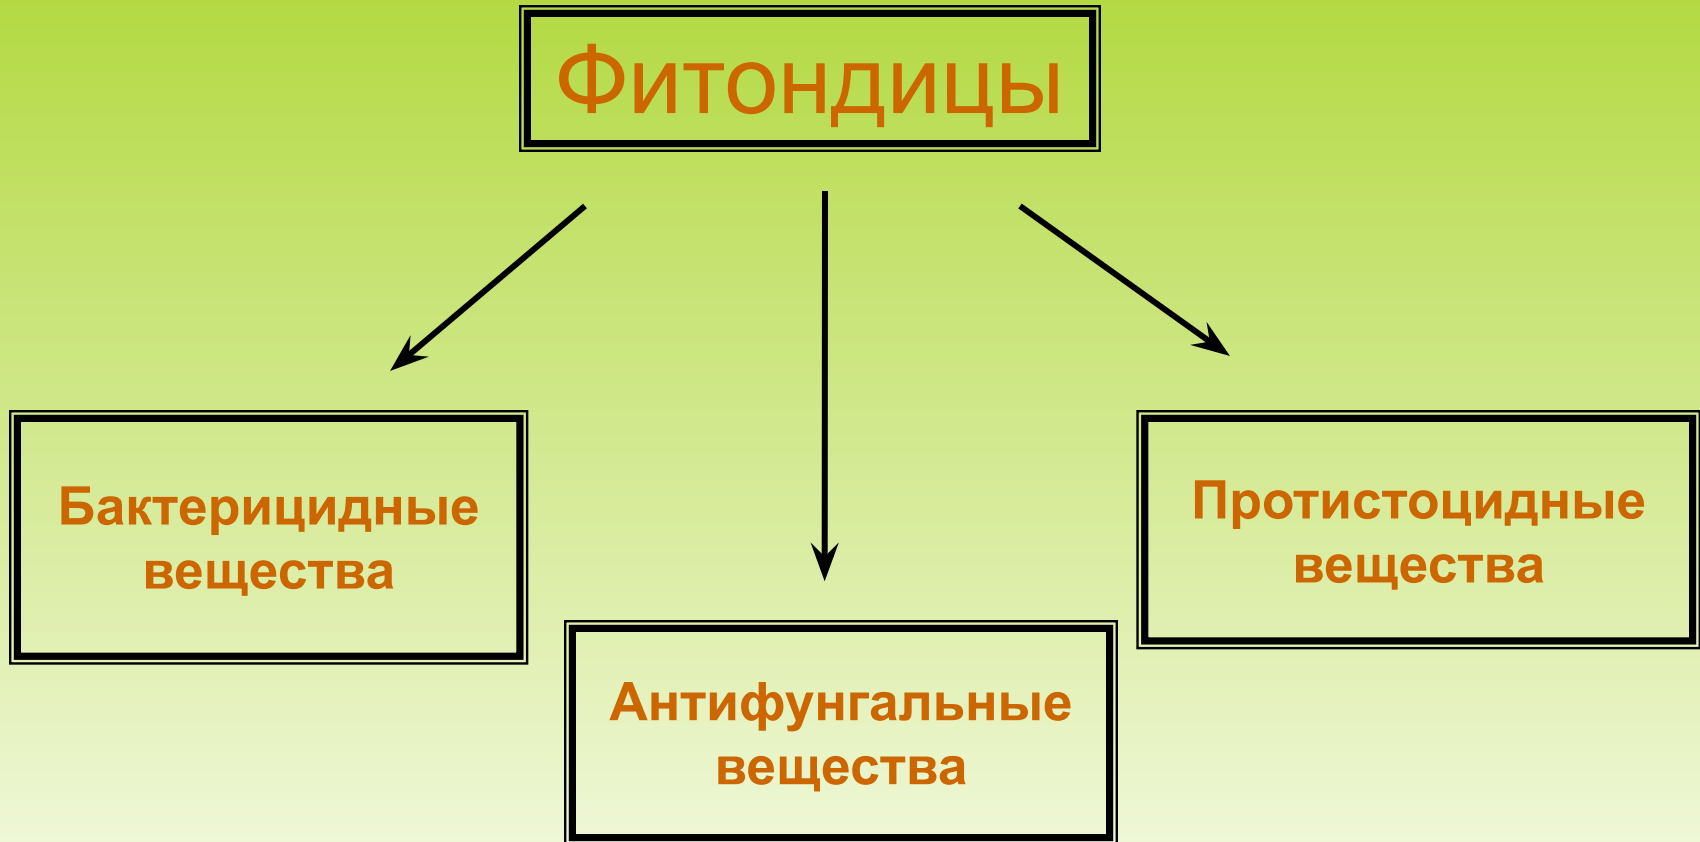 Фитондицы
Бактерицидные
вещества
Антифунгальные
вещества
Протистоцидные
вещества